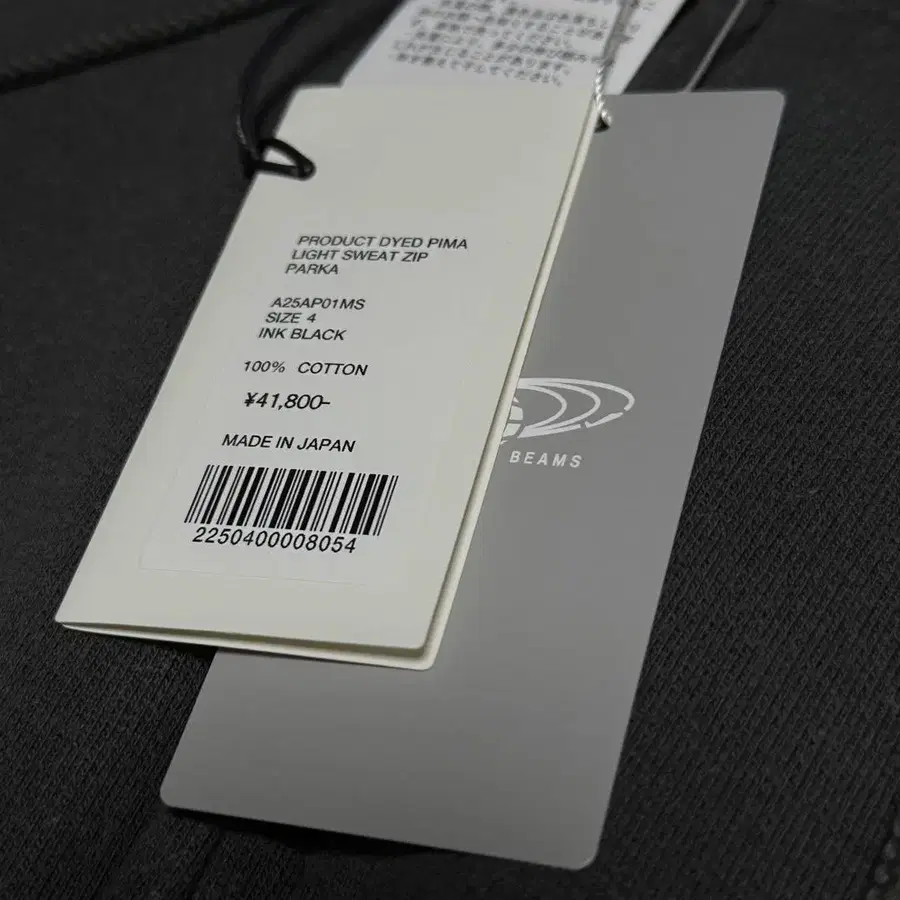 PRODUCT DYED PIMA
LIGHT SWEAT ZIP
PARKA
A25AP01MS
SIZE 4
INK BLACK
100% COTTON
¥41,800-
MADE IN JAPAN
2250400008054
BEAMS